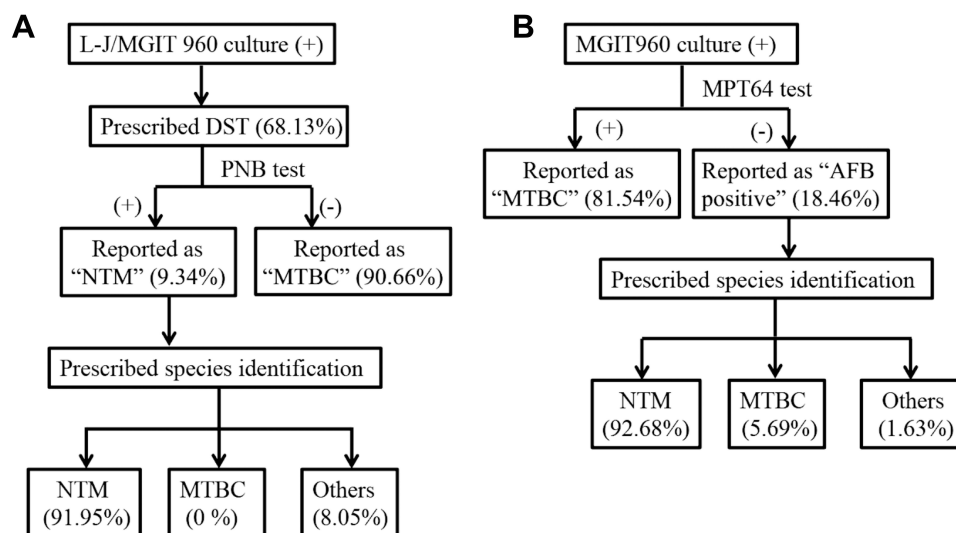 A
L-J/MGIT 960 culture (+)
Prescribed DST (68.13%)
PNB test
(+)
(-)
Reported as
“NTM” (9.34%)
Reported as
“MTBC” (90.66%)
Prescribed species identification
NTM
(91.95%)
MTBC
(0 %)
Others
(8.05%)
B
MGIT960 culture (+)
MPT64 test
(+)
(-)
Reported as
“MTBC” (81.54%)
Reported as “AFB
positive” (18.46%)
Prescribed species identification
NTM
(92.68%)
MTBC
(5.69%)
Others
(1.63%)